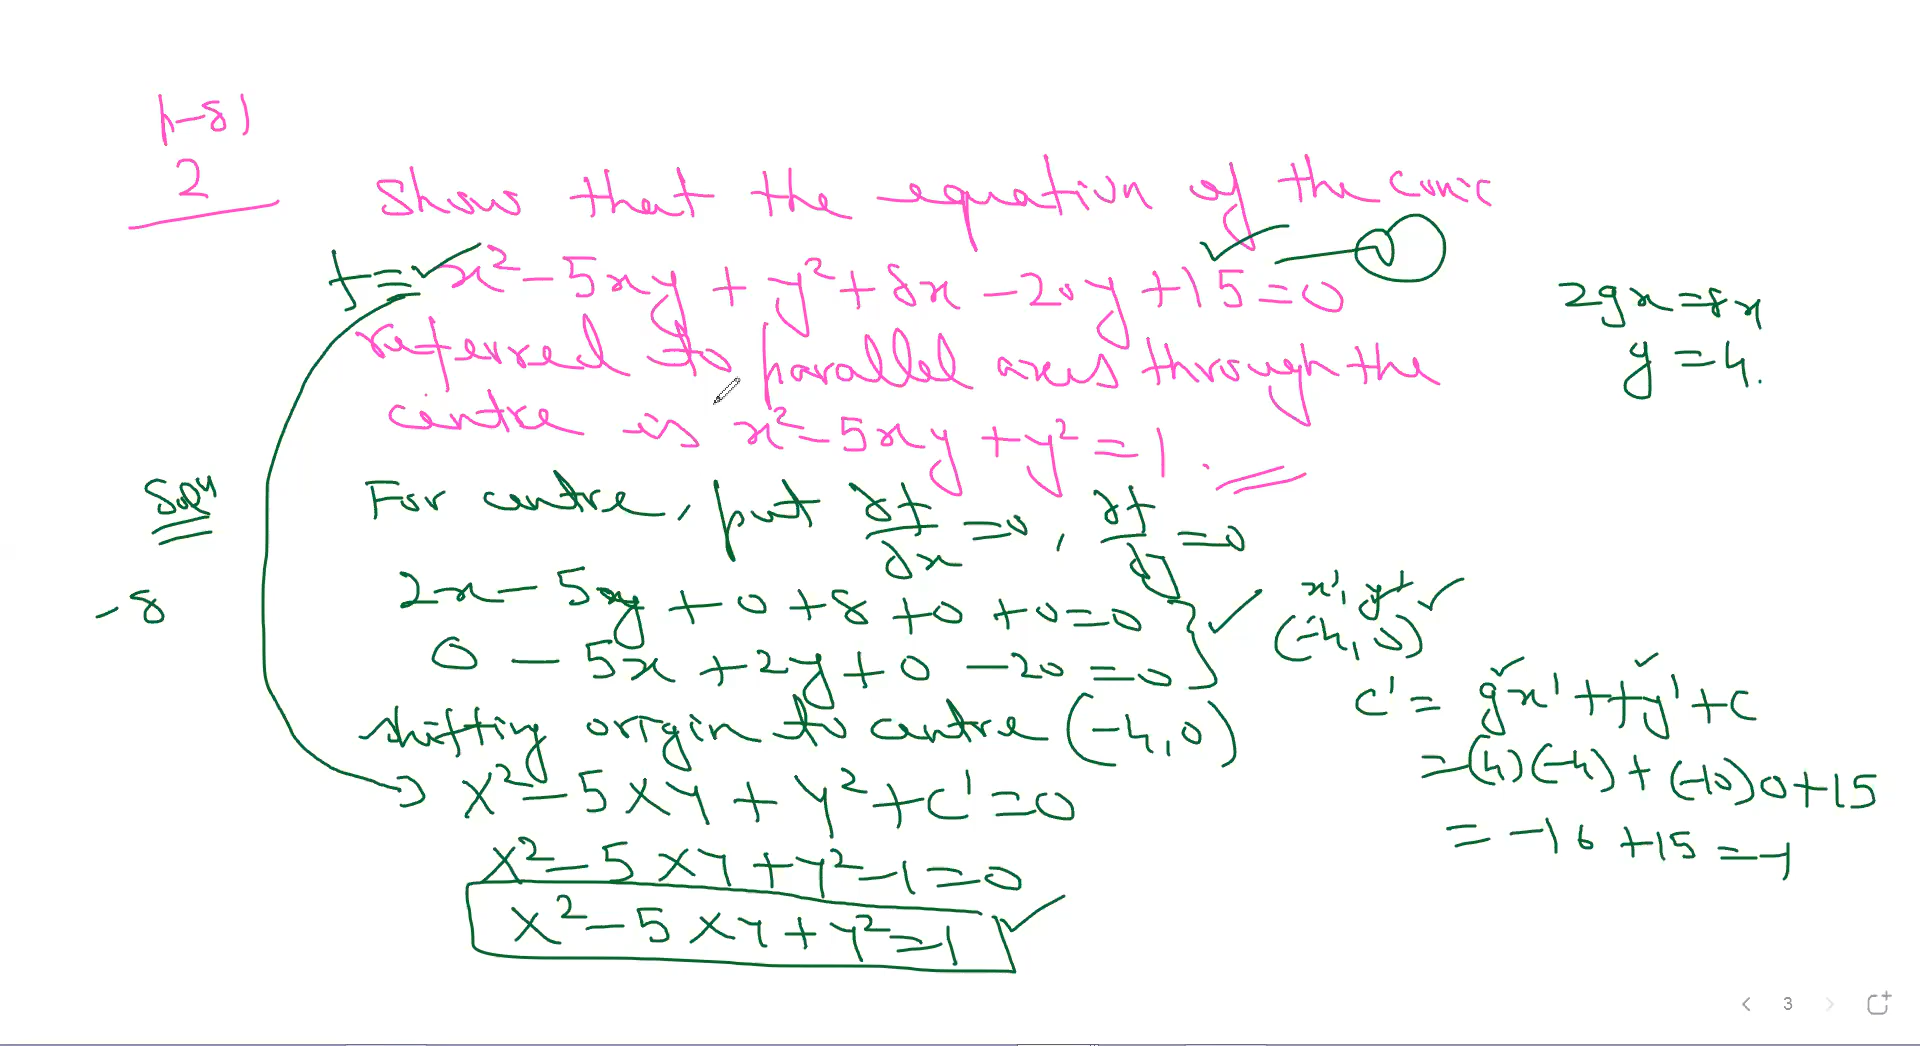 p-81
2
Show that the equation of the conic
f ≡ x² - 5xy + y² + 8x - 20y + 15 = 0
2gx = 8x
referred to parallel axes through the
g = 4.
centre is x² - 5xy + y² = 1.
Solⁿ
For centre, put ∂f/∂x = 0, ∂f/∂y = 0
-8
2x - 5y + 0 + 8 + 0 + 0 = 0
x', y'
(-4, 0)
0 - 5x + 2y + 0 - 20 = 0
c' = gx' + fy' + c
shifting origin to centre (-4, 0)
= (4)(-4) + (-10)0 + 15
X² - 5XY + Y² + C' = 0
= -16 + 15 = -1
X² - 5XY + Y² - 1 = 0
X² - 5XY + Y² = 1
3